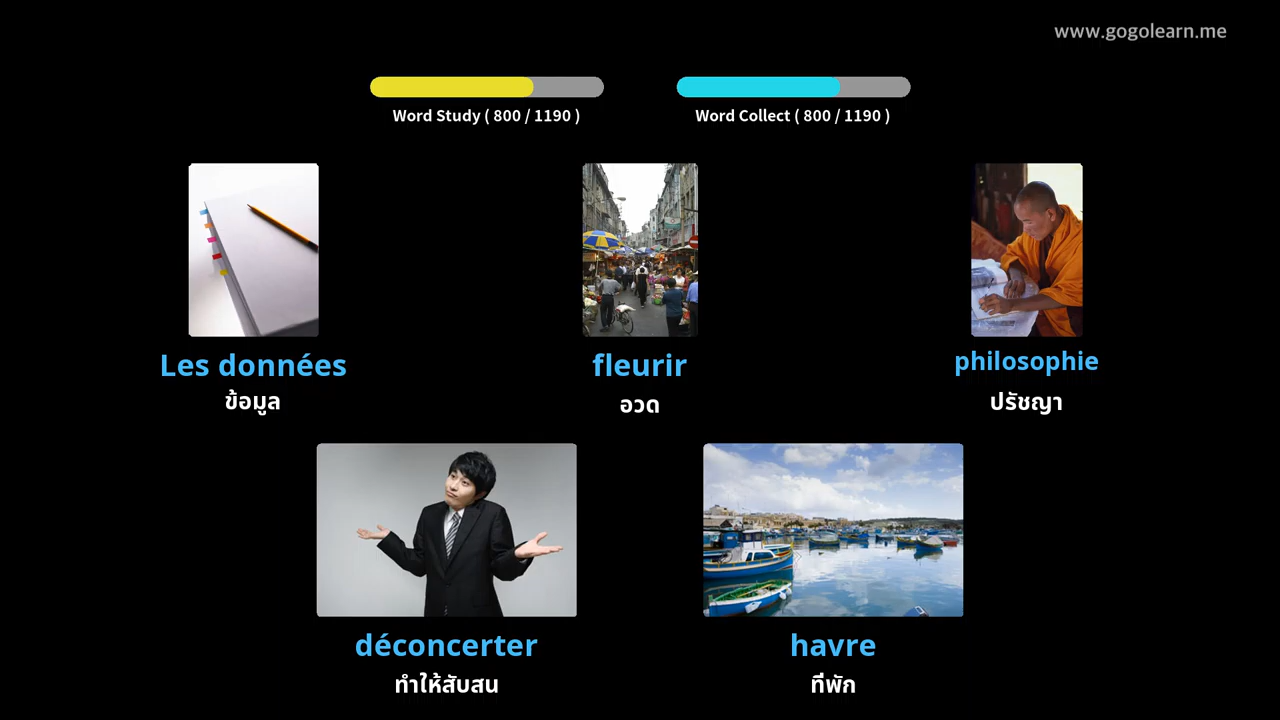 www.gogolearn.me
Word Study ( 800 / 1190 )
Word Collect ( 800 / 1190 )
Les données
ข้อมูล
fleurir
อวด
philosophie
ปรัชญา
déconcerter
ทำให้สับสน
havre
ที่พัก